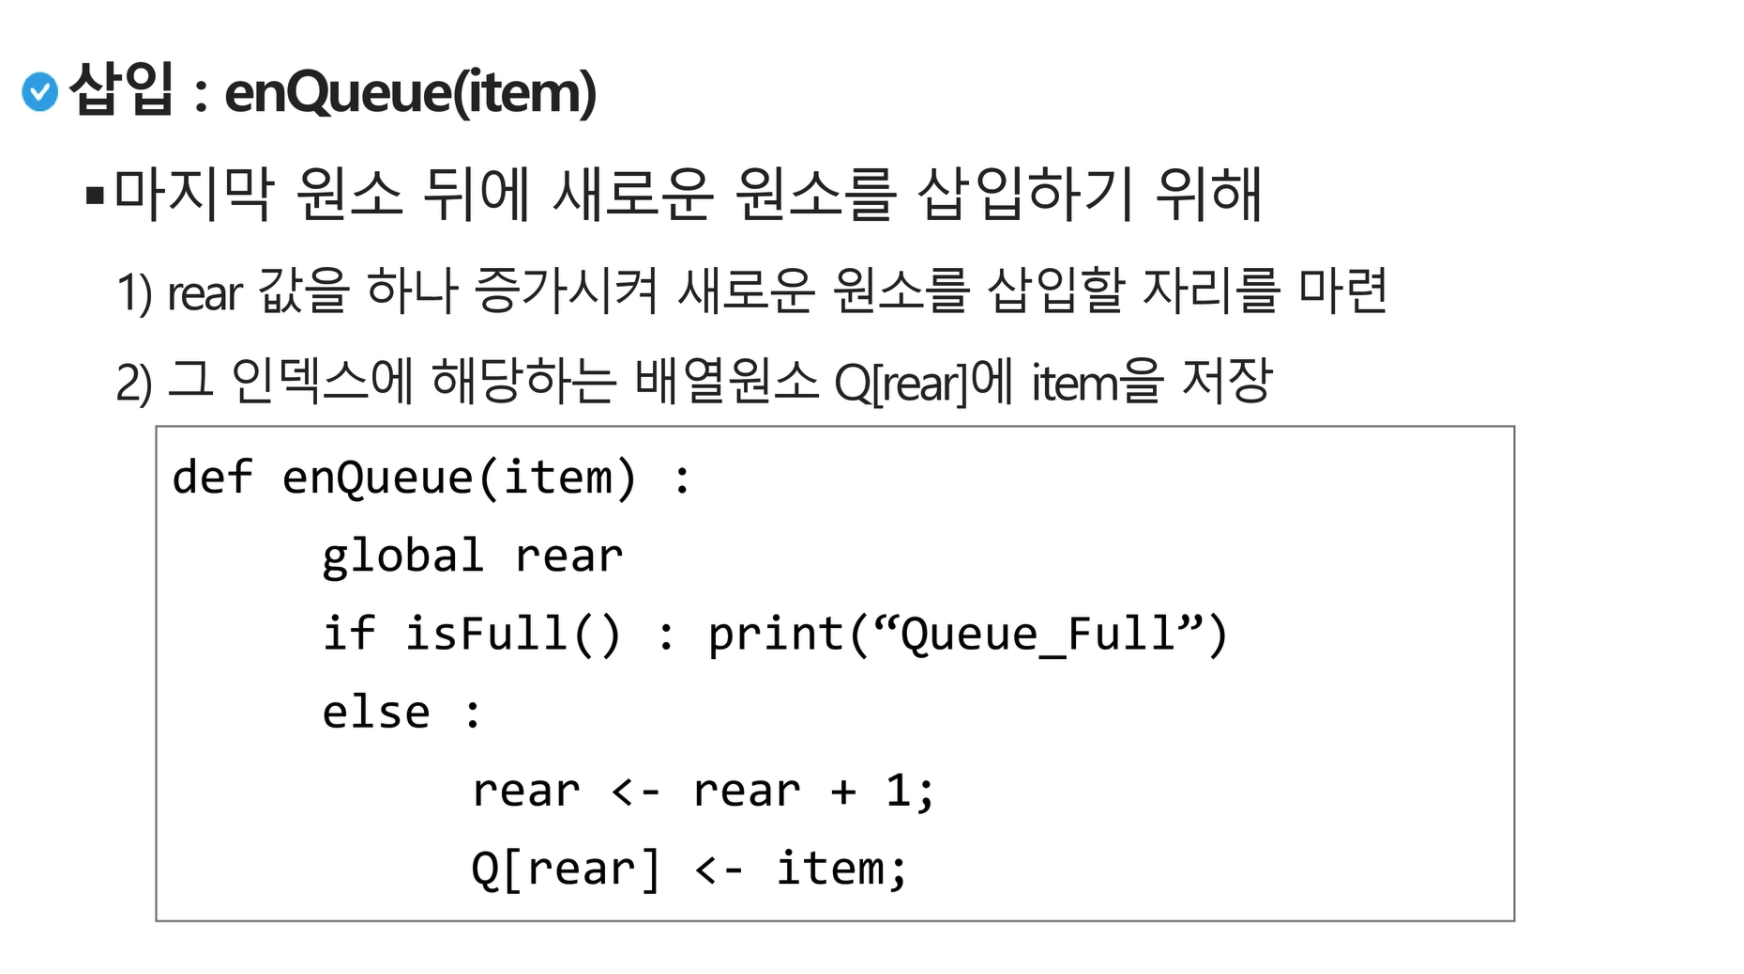 삽입 : enQueue(item)
▪마지막 원소 뒤에 새로운 원소를 삽입하기 위해
1) rear 값을 하나 증가시켜 새로운 원소를 삽입할 자리를 마련
2) 그 인덱스에 해당하는 배열원소 Q[rear]에 item을 저장
def enQueue(item) :
global rear
if isFull() : print(“Queue_Full”)
else :
rear <- rear + 1;
Q[rear] <- item;